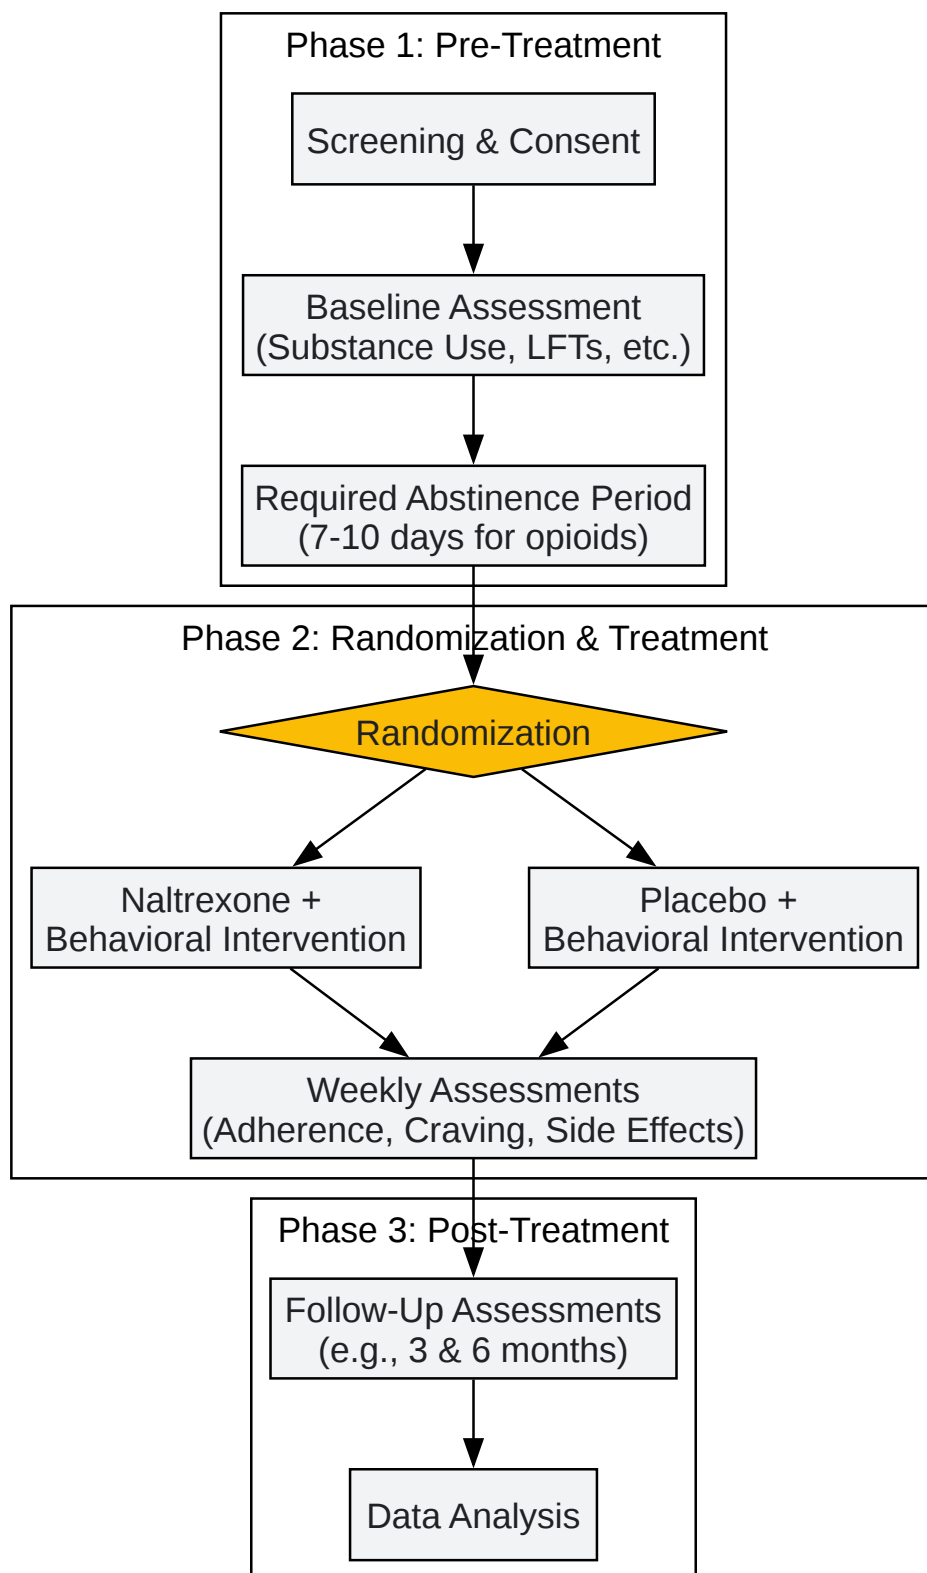 Phase 1: Pre-Treatment
Screening & Consent
Baseline Assessment
(Substance Use, LFTs, etc.)
Required Abstinence Period
(7-10 days for opioids)
Phase 2: Randomization & Treatment
Randomization
Naltrexone +
Behavioral Intervention
Placebo +
Behavioral Intervention
Weekly Assessments
(Adherence, Craving, Side Effects)
Phase 3: Post-Treatment
Follow-Up Assessments
(e.g., 3 & 6 months)
Data Analysis